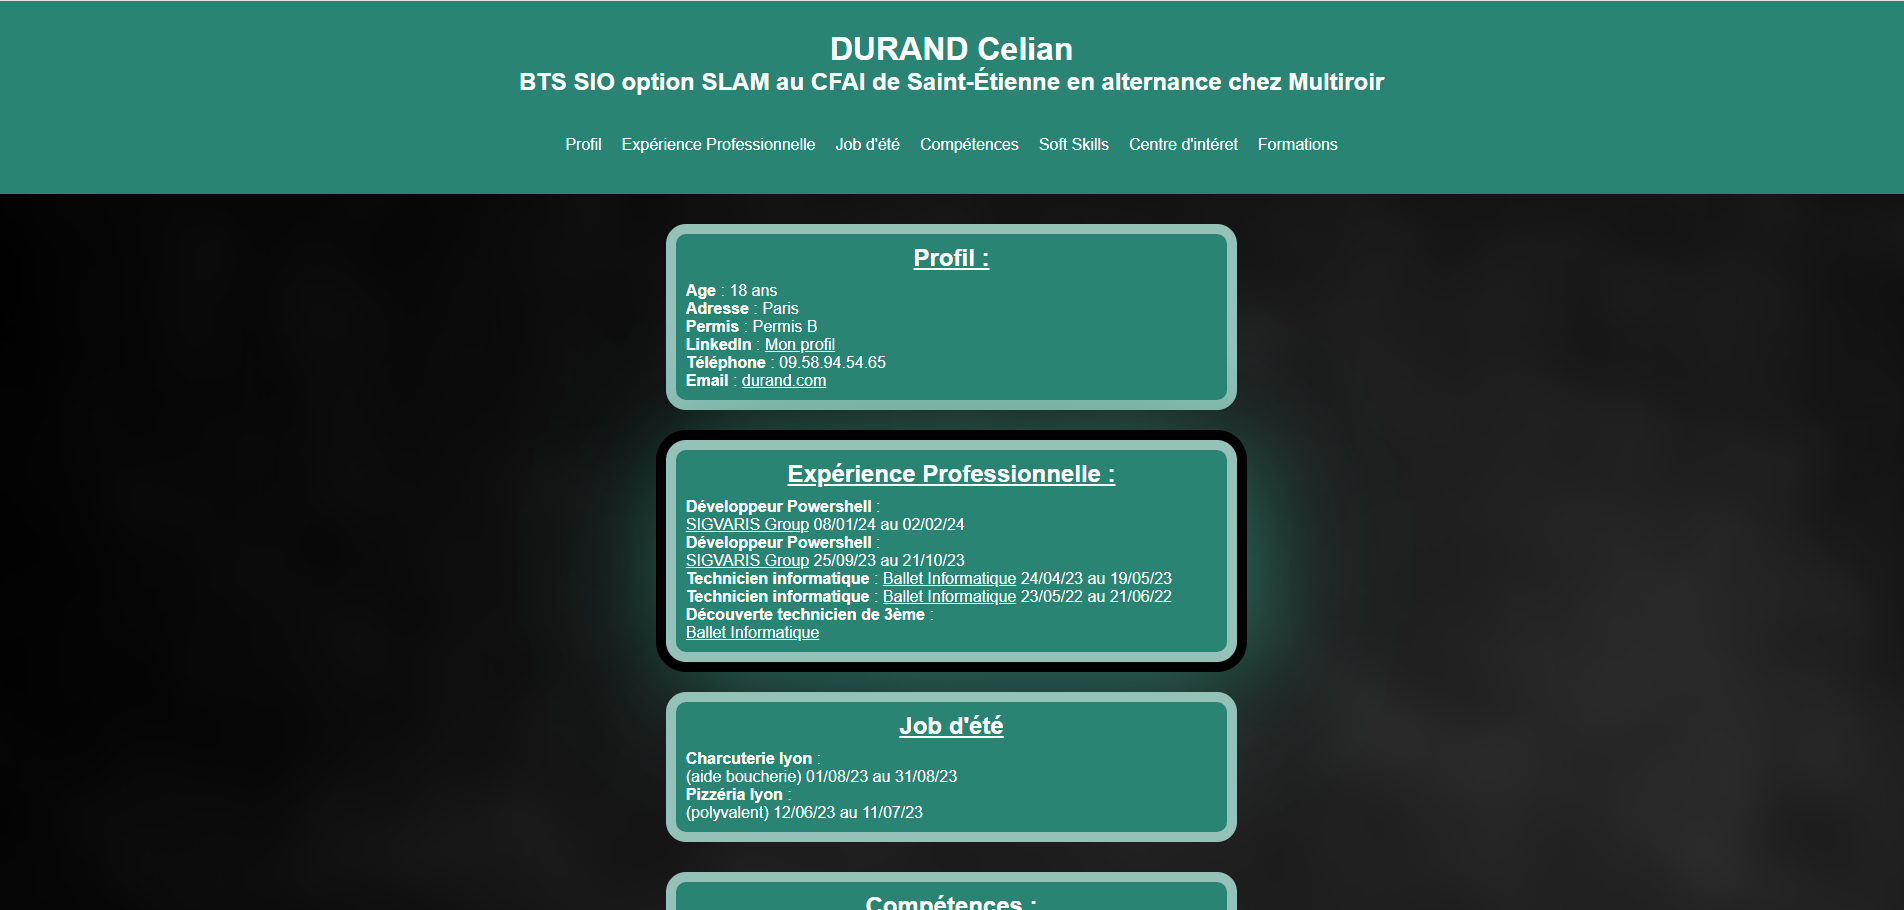 DURAND Celian
BTS SIO option SLAM au CFAI de Saint-Étienne en alternance chez Multiroir
Profil Expérience Professionnelle Job d'été Compétences Soft Skills Centre d'intéret Formations
Profil :
Age : 18 ans
Adresse : Paris
Permis : Permis B
LinkedIn : Mon profil
Téléphone : 09.58.94.54.65
Email : durand.com
Expérience Professionnelle :
Développeur Powershell :
SIGVARIS Group 08/01/24 au 02/02/24
Développeur Powershell :
SIGVARIS Group 25/09/23 au 21/10/23
Technicien informatique : Ballet Informatique 24/04/23 au 19/05/23
Technicien informatique : Ballet Informatique 23/05/22 au 21/06/22
Découverte technicien de 3ème :
Ballet Informatique
Job d'été
Charcuterie lyon :
(aide boucherie) 01/08/23 au 31/08/23
Pizzéria lyon :
(polyvalent) 12/06/23 au 11/07/23
Compétences :